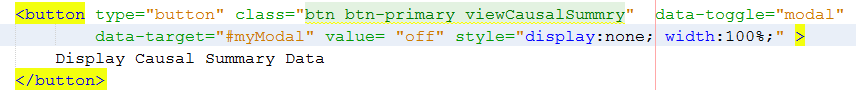 <button type="button" class="btn btn-primary viewCausalSummry"  data-toggle="modal"
data-target="#myModal" value= "off" style="display:none; width:100%;" >
Display Causal Summary Data
</button>